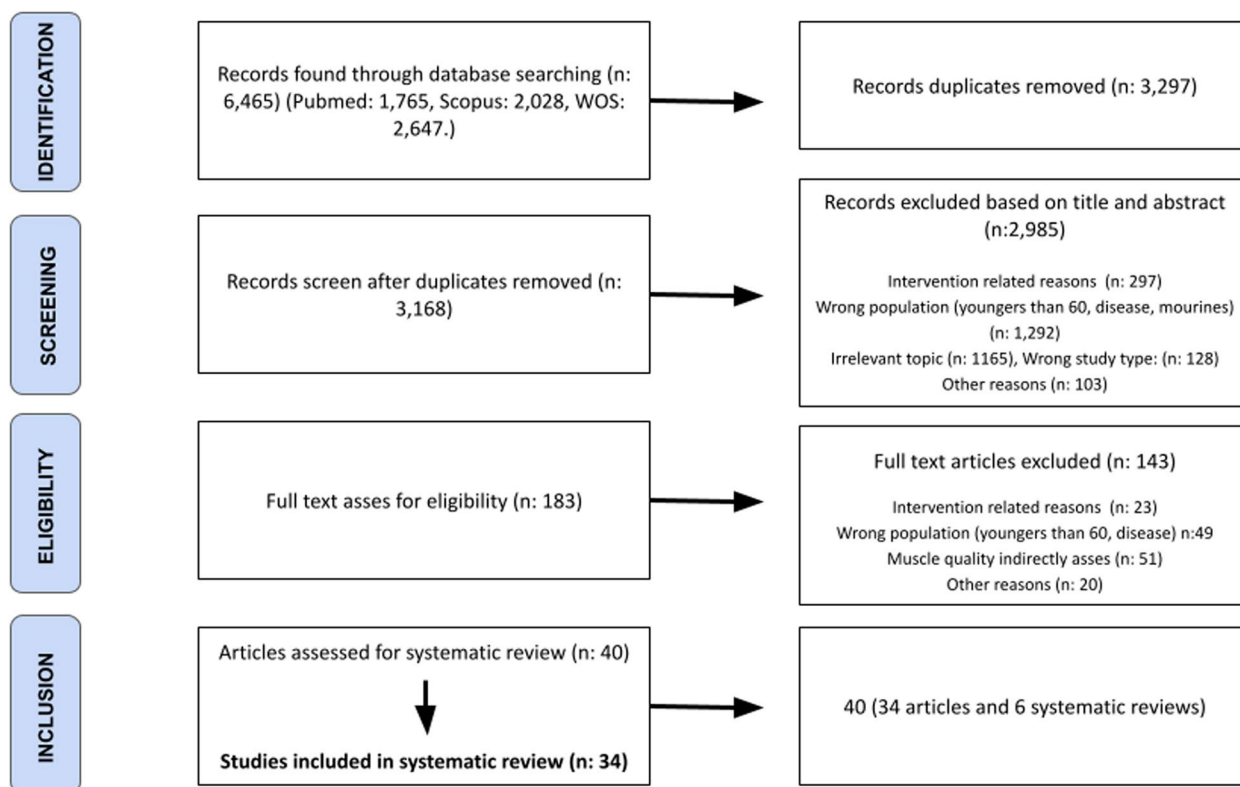 IDENTIFICATION
Records found through database searching (n:
6,465) (Pubmed: 1,765, Scopus: 2,028, WOS:
2,647.)
Records duplicates removed (n: 3,297)
SCREENING
Records screen after duplicates removed (n:
3,168)
Records excluded based on title and abstract
(n:2,985)
Intervention related reasons (n: 297)
Wrong population (youngers than 60, disease, mourines)
(n: 1,292)
Irrelevant topic (n: 1165), Wrong study type: (n: 128)
Other reasons (n: 103)
ELIGIBILITY
Full text asses for eligibility (n: 183)
Full text articles excluded (n: 143)
Intervention related reasons (n: 23)
Wrong population (youngers than 60, disease) n:49
Muscle quality indirectly asses (n: 51)
Other reasons (n: 20)
INCLUSION
Articles assessed for systematic review (n: 40)
Studies included in systematic review (n: 34)
40 (34 articles and 6 systematic reviews)